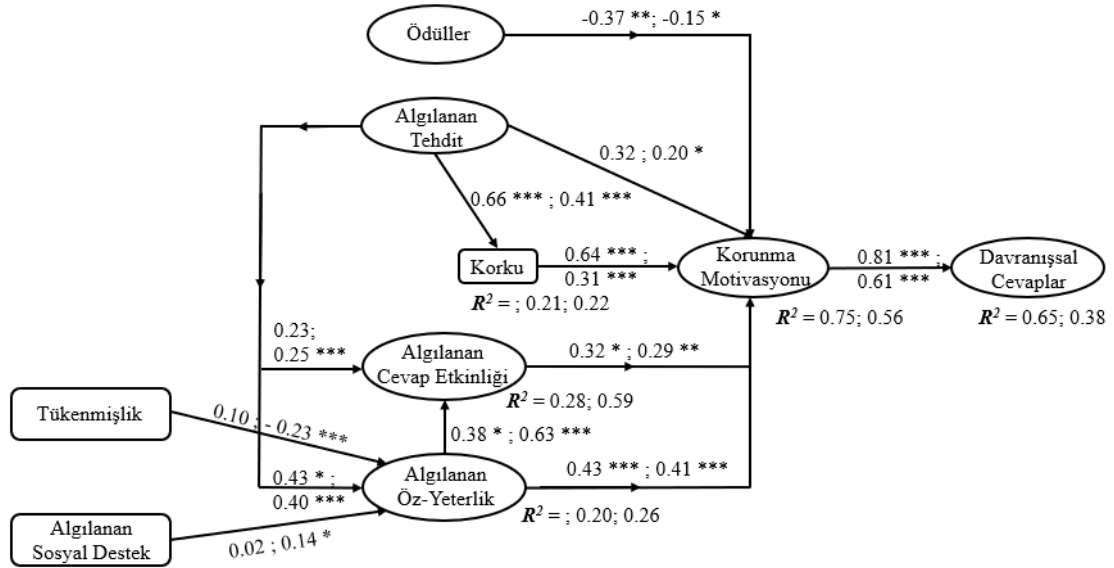 -0.37 **; -0.15 *
Ödüller
Algılanan
Tehdit
0.32 ; 0.20 *
0.66 *** ; 0.41 ***
Korku
0.64 *** ;
0.31 ***
R² = ; 0.21; 0.22
Korunma
Motivasyonu
R² = 0.75; 0.56
0.81 *** ;
0.61 ***
Davranışsal
Cevaplar
R² = 0.65; 0.38
0.23;
0.25 ***
Algılanan
Cevap Etkinliği
0.32 * ; 0.29 **
R² = 0.28; 0.59
Tükenmişlik
0.10 ; - 0.23 ***
0.38 * ; 0.63 ***
0.43 * ;
0.40 ***
Algılanan
Öz-Yeterlik
0.43 *** ; 0.41 ***
R² = ; 0.20; 0.26
Algılanan
Sosyal Destek
0.02 ; 0.14 *